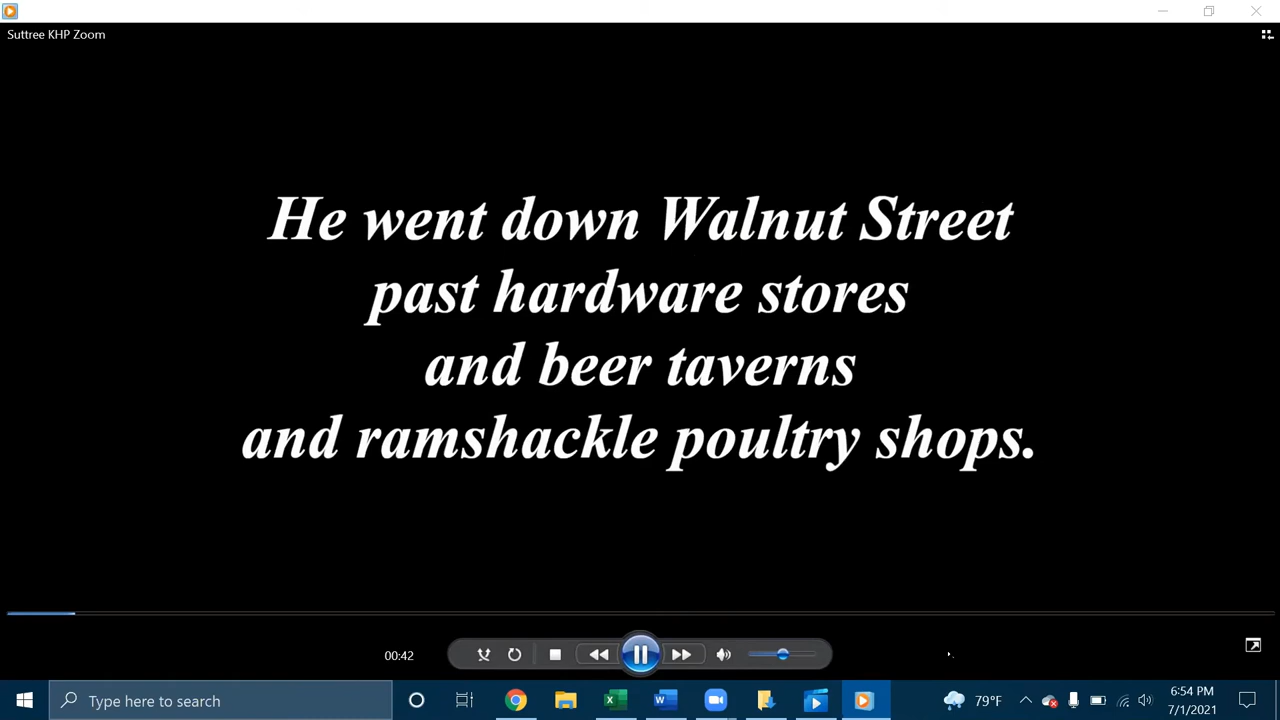 Suttree KHP Zoom
He went down Walnut Street
past hardware stores
and beer taverns
and ramshackle poultry shops.
00:42
Type here to search
79°F
6:54 PM
7/1/2021